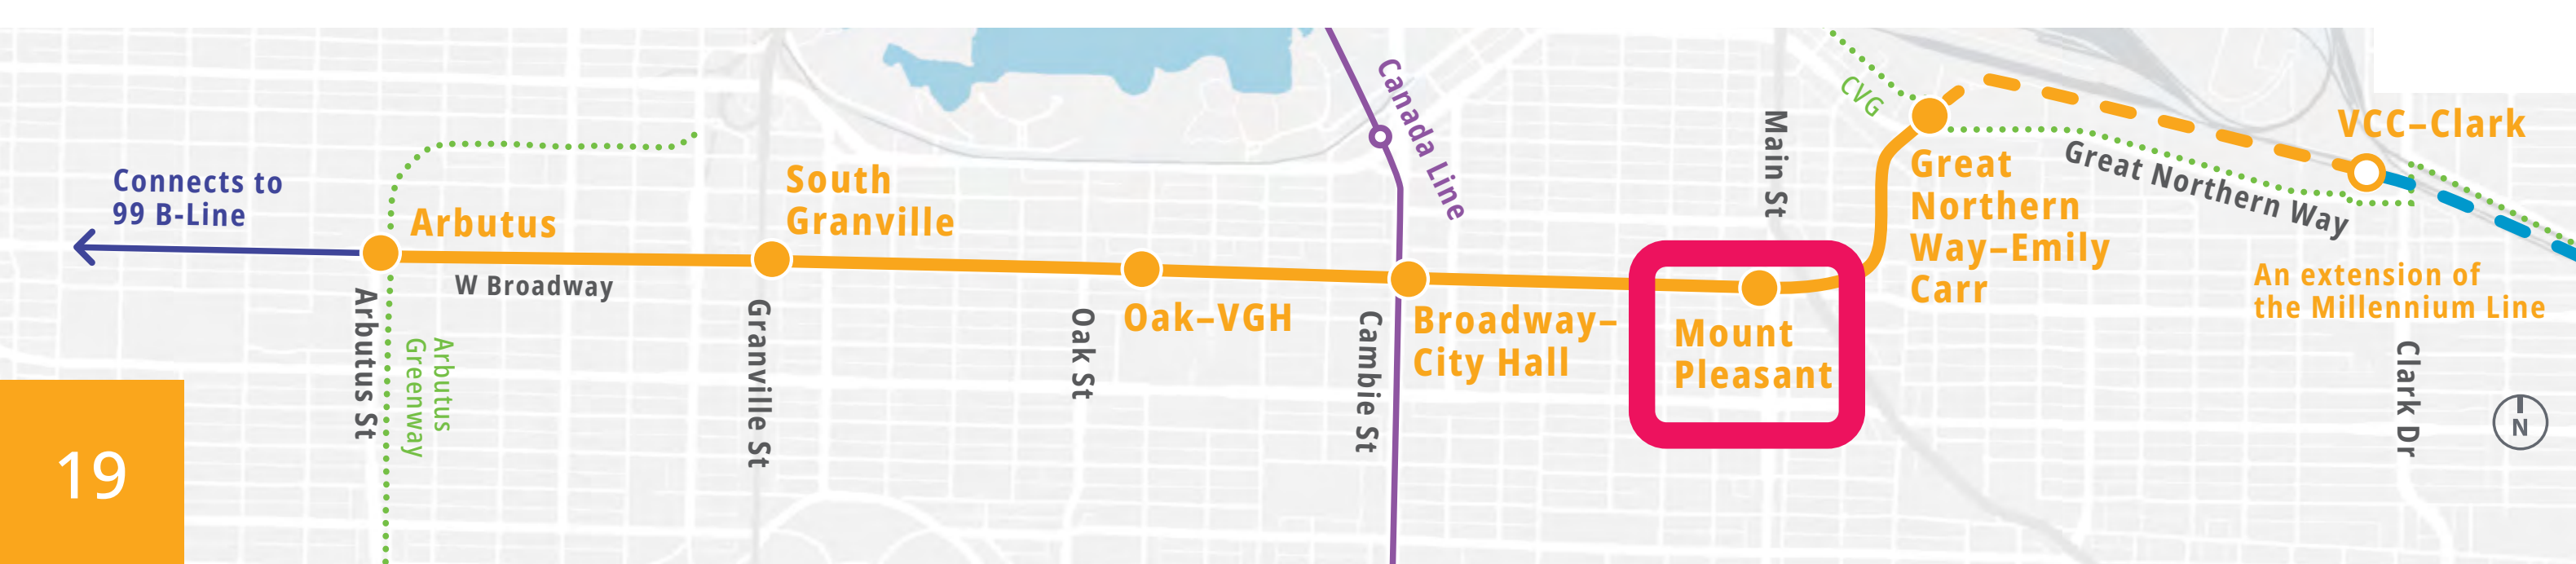 Connects to
99 B-Line
Arbutus
W Broadway
Arbutus St
Arbutus
Greenway
South
Granville
Granville St
Oak St
Oak–VGH
Canada Line
Cambie St
Broadway–
City Hall
Main St
Mount
Pleasant
CVG
Great
Northern
Way–Emily
Carr
Great Northern Way
VCC–Clark
An extension of
the Millennium Line
Clark Dr
N
19